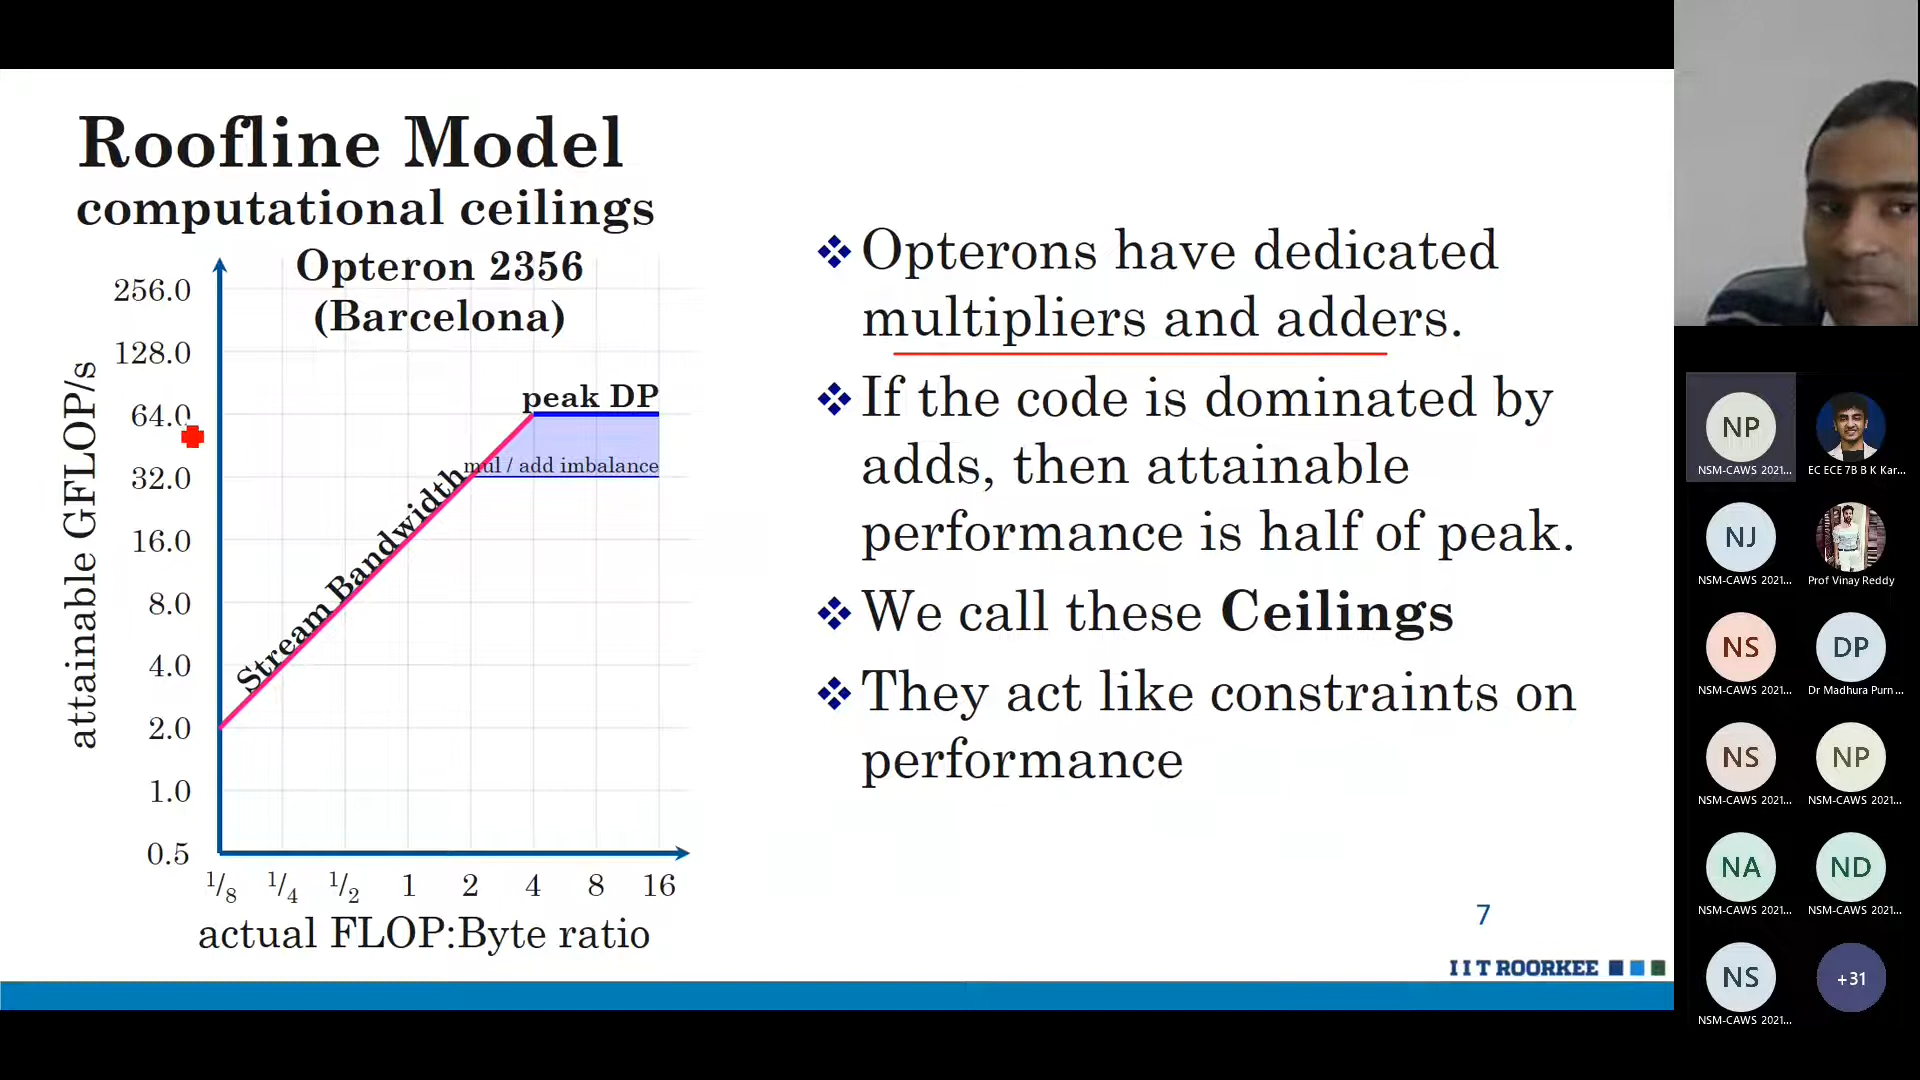 Roofline Model
computational ceilings
Opteron 2356
(Barcelona)
attainable GFLOP/s
256.0
128.0
64.0
32.0
16.0
8.0
4.0
2.0
1.0
0.5
peak DP
mul / add imbalance
Stream Bandwidth
1/8 1/4 1/2 1 2 4 8 16
actual FLOP:Byte ratio
❖ Opterons have dedicated
multipliers and adders.
❖ If the code is dominated by
adds, then attainable
performance is half of peak.
❖ We call these Ceilings
❖ They act like constraints on
performance
7
IIT ROORKEE
NP
NSM-CAWS 2021...
EC ECE 7B B K Kar...
NJ
NSM-CAWS 2021...
Prof Vinay Reddy
NS
NSM-CAWS 2021...
DP
Dr Madhura Purn...
NS
NSM-CAWS 2021...
NP
NSM-CAWS 2021...
NA
NSM-CAWS 2021...
ND
NSM-CAWS 2021...
NS
NSM-CAWS 2021...
+31